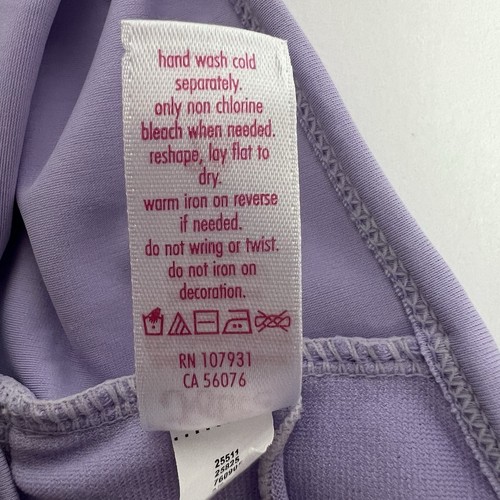 hand wash cold
separately.
only non chlorine
bleach when needed.
reshape, lay flat to
dry.
warm iron on reverse
if needed.
do not wring or twist.
do not iron on
decoration.
RN 107931
CA 56076
25511
25825